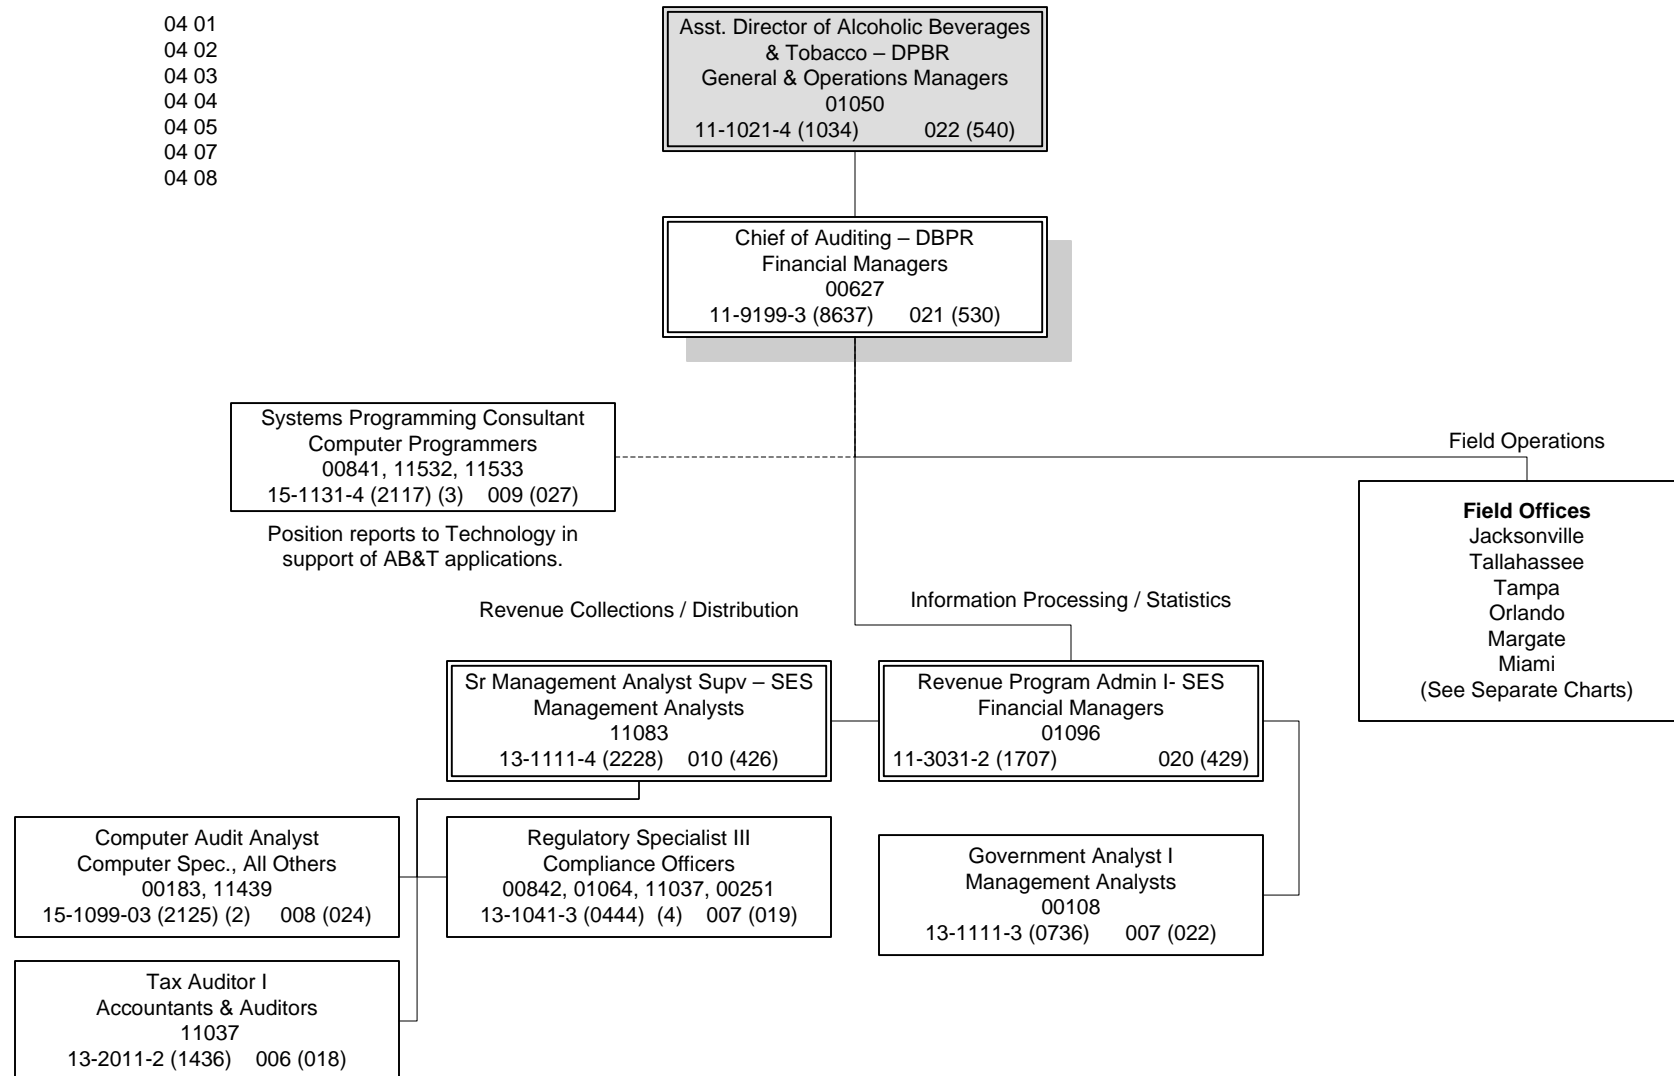 04 01
04 02
04 03
04 04
04 05
04 07
04 08
Asst. Director of Alcoholic Beverages
& Tobacco – DPBR
General & Operations Managers
01050
11-1021-4 (1034) 022 (540)
Chief of Auditing – DBPR
Financial Managers
00627
11-9199-3 (8637) 021 (530)
Systems Programming Consultant
Computer Programmers
00841, 11532, 11533
15-1131-4 (2117) (3) 009 (027)
Position reports to Technology in
support of AB&T applications.
Field Operations
Field Offices
Jacksonville
Tallahassee
Tampa
Orlando
Margate
Miami
(See Separate Charts)
Revenue Collections / Distribution
Information Processing / Statistics
Sr Management Analyst Supv – SES
Management Analysts
11083
13-1111-4 (2228) 010 (426)
Revenue Program Admin I- SES
Financial Managers
01096
11-3031-2 (1707) 020 (429)
Computer Audit Analyst
Computer Spec., All Others
00183, 11439
15-1099-03 (2125) (2) 008 (024)
Regulatory Specialist III
Compliance Officers
00842, 01064, 11037, 00251
13-1041-3 (0444) (4) 007 (019)
Government Analyst I
Management Analysts
00108
13-1111-3 (0736) 007 (022)
Tax Auditor I
Accountants & Auditors
11037
13-2011-2 (1436) 006 (018)